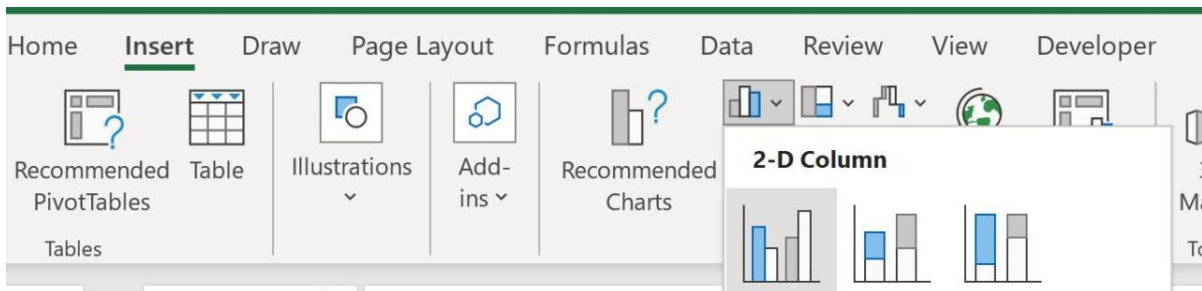 Home Insert Draw Page Layout Formulas Data Review View Developer
Recommended
PivotTables
Table
Illustrations
Add-
ins
Recommended
Charts
2-D Column
Tables